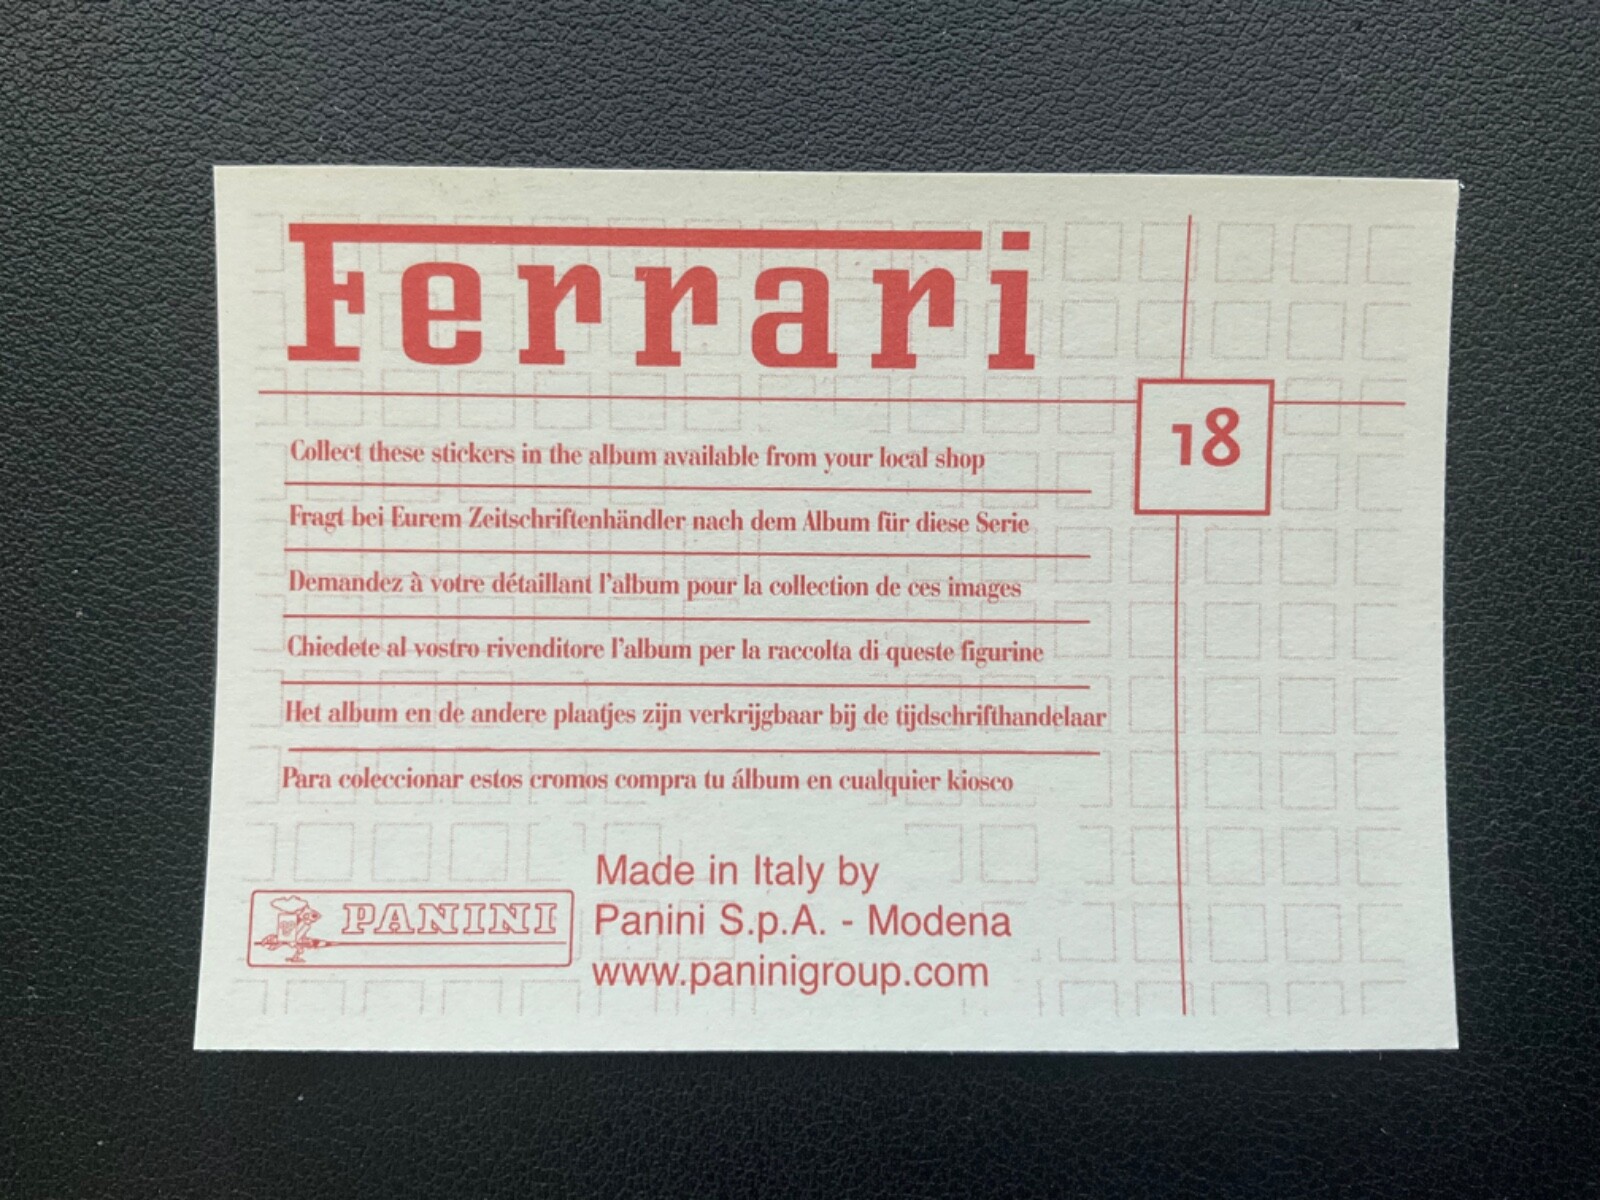 Ferrari
18
Collect these stickers in the album available from your local shop
Fragt bei Eurem Zeitschriftenhändler nach dem Album für diese Serie
Demandez à votre détaillant l'album pour la collection de ces images
Chiedete al vostro rivenditore l'album per la raccolta di queste figurine
Het album en de andere plaatjes zijn verkrijgbaar bij de tijdschrifthandelaar
Para coleccionar estos cromos compra tu álbum en cualquier kiosco
PANINI
Made in Italy by
Panini S.p.A. - Modena
www.paninigroup.com